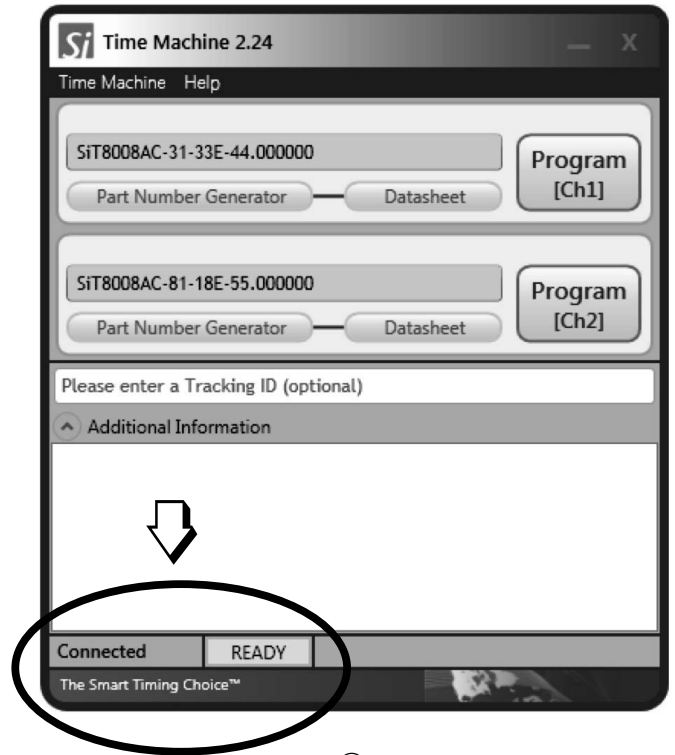 Si Time Machine 2.24
— X
Time Machine Help
SiT8008AC-31-33E-44.000000
Program
[Ch1]
Part Number Generator
Datasheet
SiT8008AC-81-18E-55.000000
Program
[Ch2]
Part Number Generator
Datasheet
Please enter a Tracking ID (optional)
Additional Information
Connected
READY
The Smart Timing Choice™